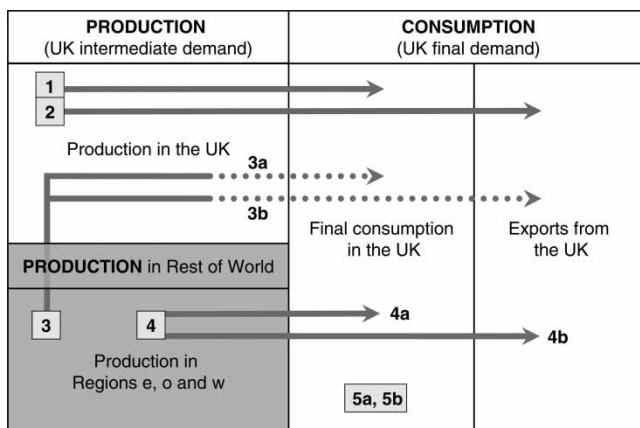 PRODUCTION
(UK intermediate demand)
CONSUMPTION
(UK final demand)
1
2
Production in the UK
3a
3b
Final consumption
in the UK
Exports from
the UK
PRODUCTION in Rest of World
3
4
4a
4b
Production in
Regions e, o and w
5a, 5b